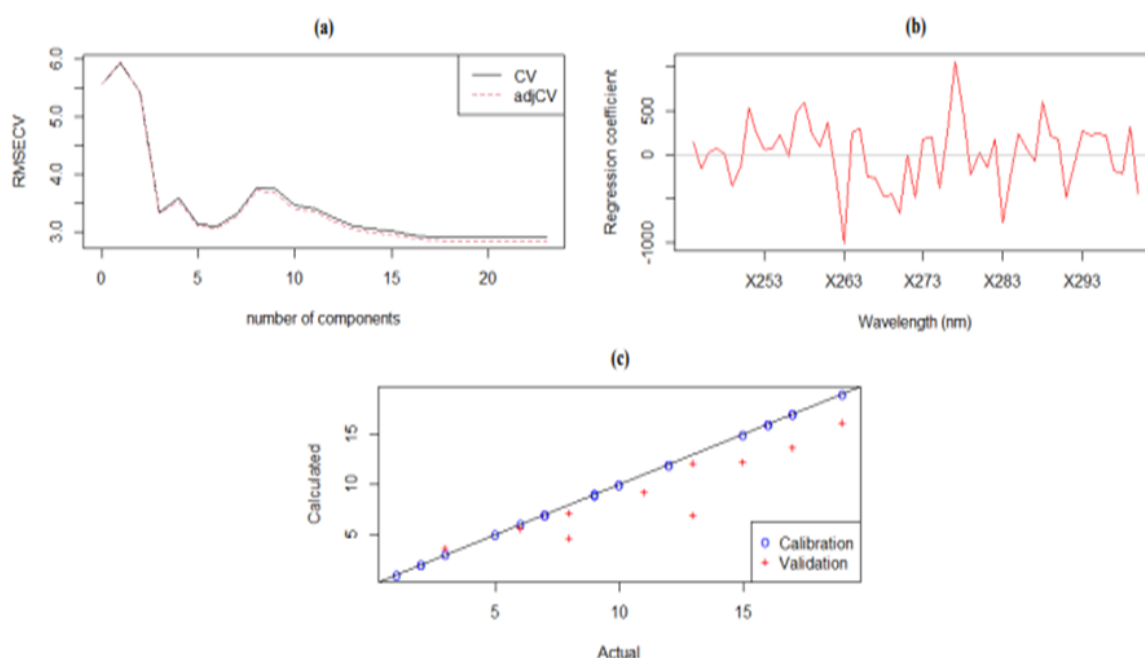 (a)
6.0
5.0
4.0
3.0
RMSECV
CV
adjCV
0 5 10 15 20
number of components
(b)
500
0
-1000
Regression coefficient
X253 X263 X273 X283 X293
Wavelength (nm)
(c)
15
10
5
Calculated
Calibration
Validation
5 10 15
Actual